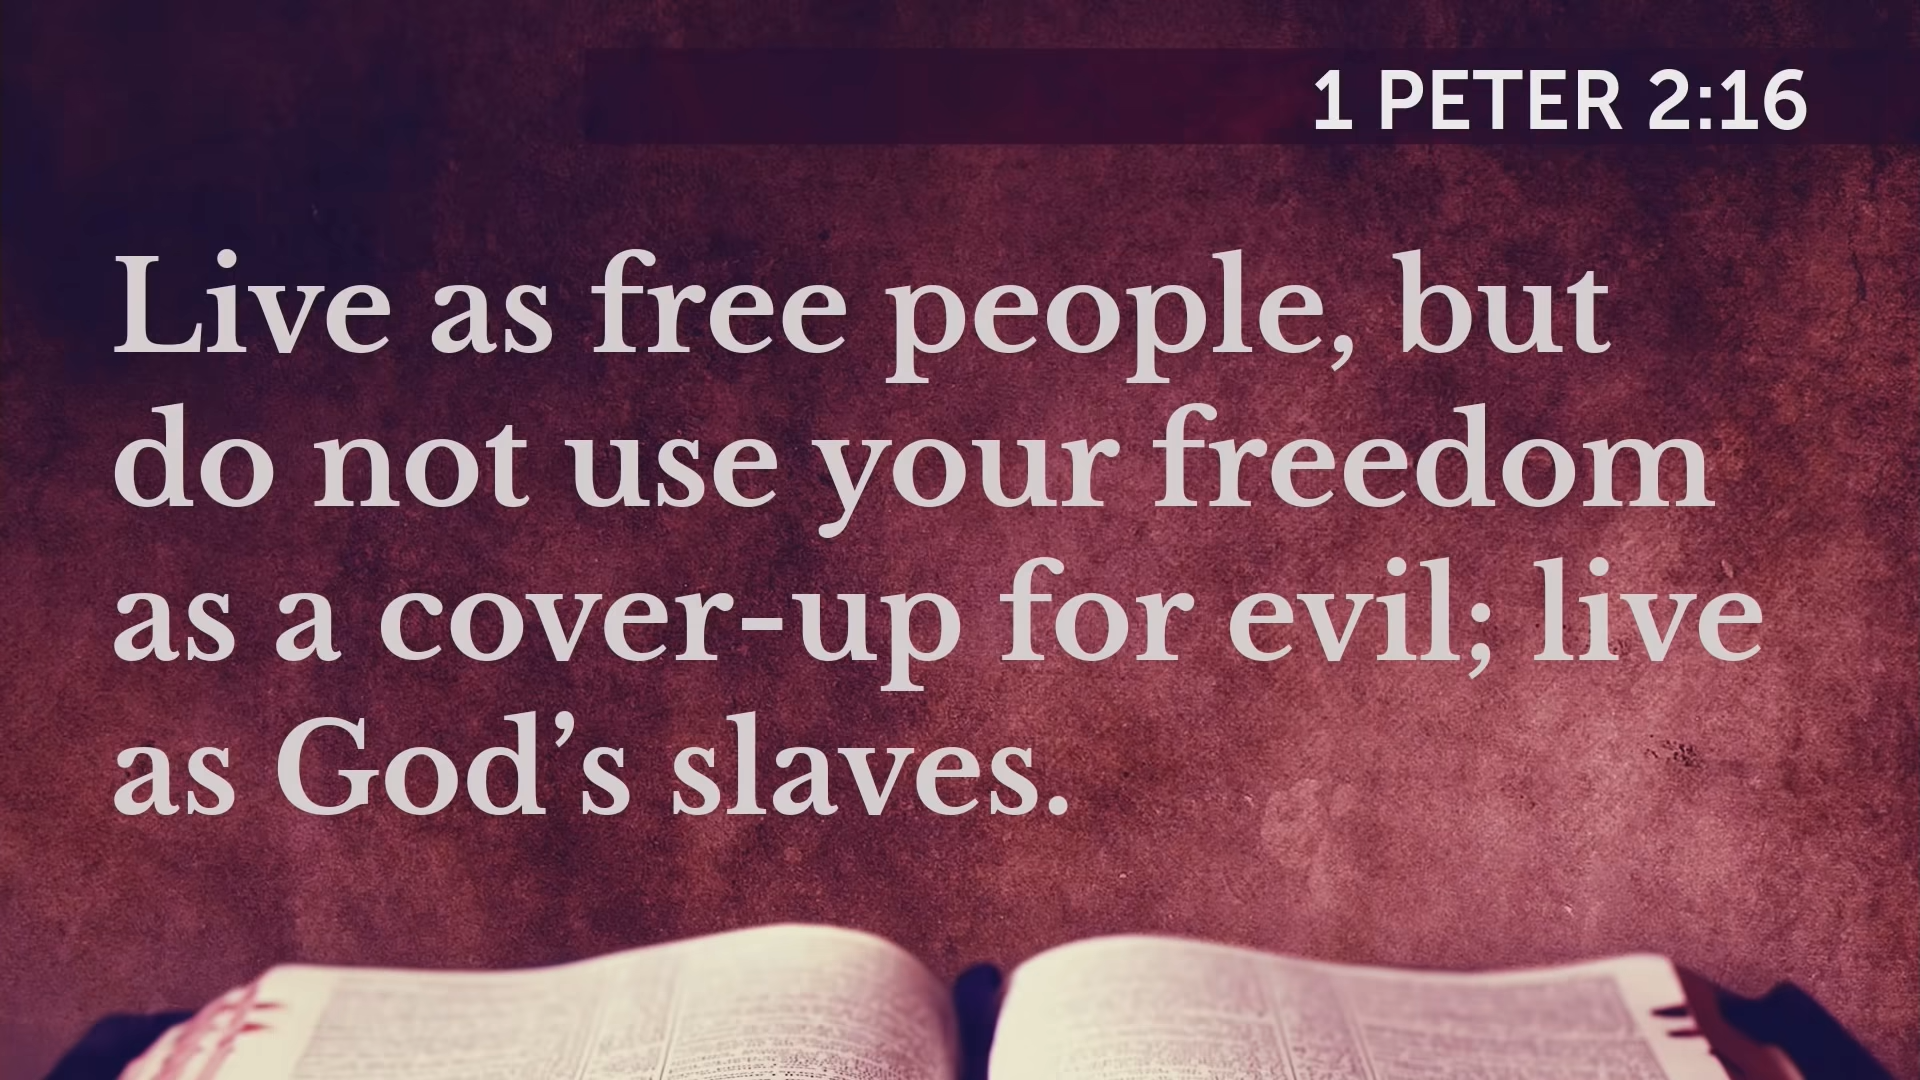 1 PETER 2:16
Live as free people, but
do not use your freedom
as a cover-up for evil; live
as God’s slaves.